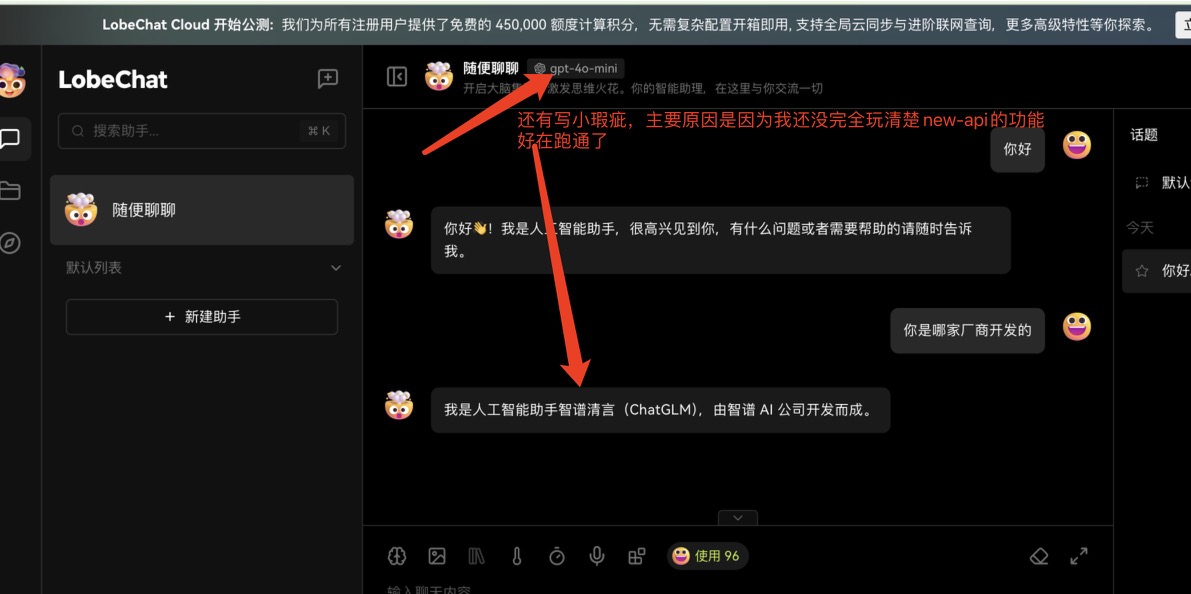 LobeChat Cloud 开始公测：我们为所有注册用户提供了免费的 450,000 额度计算积分，无需复杂配置开箱即用, 支持全局云同步与进阶联网查询，更多高级特性等你探索。
LobeChat
随便聊聊 gpt-4o-mini
开启大脑集 激发思维火花。你的智能助理，在这里与你交流一切
搜索助手... ⌘ K
还有写小瑕疵，主要原因是因为我还没完全玩清楚 new-api 的功能
好在跑通了
话题
你好
默认
随便聊聊
你好👋！我是人工智能助手，很高兴见到你，有什么问题或者需要帮助的请随时告诉
我。
今天
默认列表
你好
+ 新建助手
你是哪家厂商开发的
我是人工智能助手智谱清言（ChatGLM），由智谱 AI 公司开发而成。
使用 96
输入聊天内容